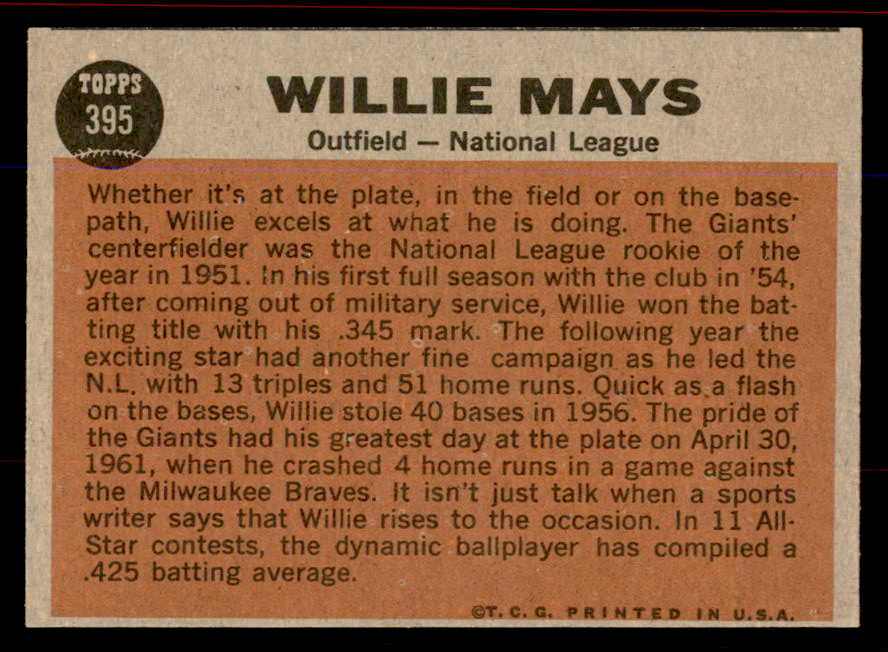 TOPPS
395
WILLIE MAYS
Outfield — National League
Whether it's at the plate, in the field or on the base-
path, Willie excels at what he is doing. The Giants'
centerfielder was the National League rookie of the
year in 1951. In his first full season with the club in '54,
after coming out of military service, Willie won the bat-
ting title with his .345 mark. The following year the
exciting star had another fine campaign as he led the
N.L. with 13 triples and 51 home runs. Quick as a flash
on the bases, Willie stole 40 bases in 1956. The pride of
the Giants had his greatest day at the plate on April 30,
1961, when he crashed 4 home runs in a game against
the Milwaukee Braves. It isn't just talk when a sports
writer says that Willie rises to the occasion. In 11 All-
Star contests, the dynamic ballplayer has compiled a
.425 batting average.
©T. C. G. PRINTED IN U.S.A.